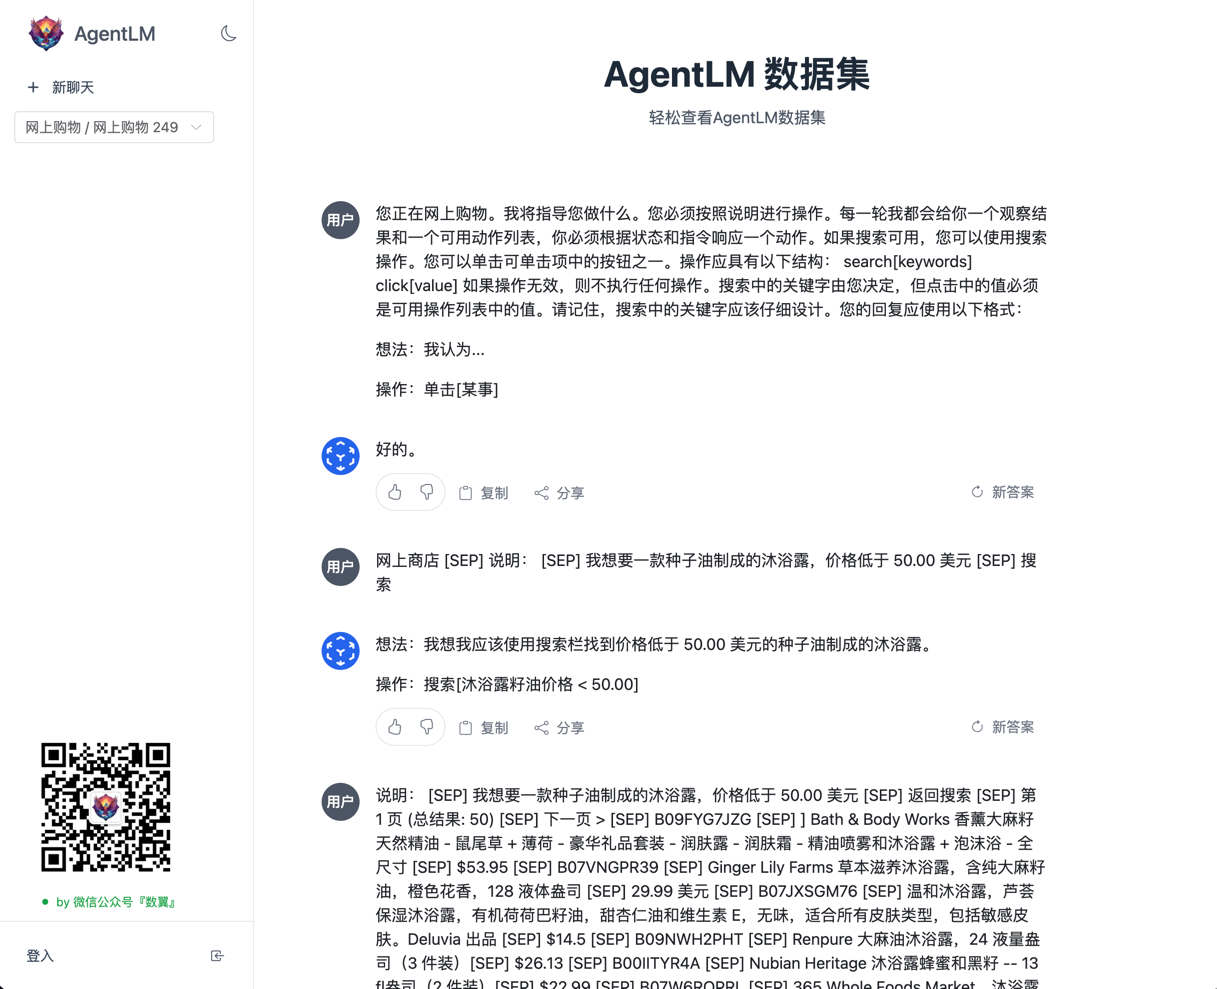 AgentLM
新聊天
网上购物 / 网上购物 249
by 微信公众号『数翼』
登入
AgentLM 数据集
轻松查看AgentLM数据集
用户
您正在网上购物。我将指导您做什么。您必须按照说明进行操作。每一轮我都会给你一个观察结
果和一个可用动作列表，你必须根据状态和指令响应一个动作。如果搜索可用，您可以使用搜索
操作。您可以单击可单击项中的按钮之一。操作应具有以下结构： search[keywords]
click[value] 如果操作无效，则不执行任何操作。搜索中的关键字由您决定，但点击中的值必须
是可用操作列表中的值。请记住，搜索中的关键字应该仔细设计。您的回复应使用以下格式：
想法：我认为...
操作：单击[某事]
好的。
复制 分享 新答案
用户
网上商店 [SEP] 说明： [SEP] 我想要一款种子油制成的沐浴露，价格低于 50.00 美元 [SEP] 搜
索
想法：我想我应该使用搜索栏找到价格低于 50.00 美元的种子油制成的沐浴露。
操作：搜索[沐浴露籽油价格 < 50.00]
复制 分享 新答案
用户
说明： [SEP] 我想要一款种子油制成的沐浴露，价格低于 50.00 美元 [SEP] 返回搜索 [SEP] 第
1 页 (总结果: 50) [SEP] 下一页 > [SEP] B09FYG7JZG [SEP] ] Bath & Body Works 香薰大麻籽
天然精油 - 鼠尾草 + 薄荷 - 豪华礼品套装 - 润肤露 - 润肤霜 - 精油喷雾和沐浴露 + 泡沫浴 - 全
尺寸 [SEP] $53.95 [SEP] B07VNGPR39 [SEP] Ginger Lily Farms 草本滋养沐浴露，含纯大麻籽
油，橙色花香，128 液体盎司 [SEP] 29.99 美元 [SEP] B07JXSGM76 [SEP] 温和沐浴露，芦荟
保湿沐浴露，有机荷荷巴籽油，甜杏仁油和维生素 E，无味，适合所有皮肤类型，包括敏感皮
肤。Deluvia 出品 [SEP] $14.5 [SEP] B09NWH2PHT [SEP] Renpure 大麻油沐浴露，24 液量盎
司（3 件装）[SEP] $26.13 [SEP] B00IITYR4A [SEP] Nubian Heritage 沐浴露蜂蜜和黑籽 -- 13
fl盎司（2 件装）[SEP] $22.99 [SEP] B07W6RQPRL [SEP] 365 Whole Foods Market，沐浴露